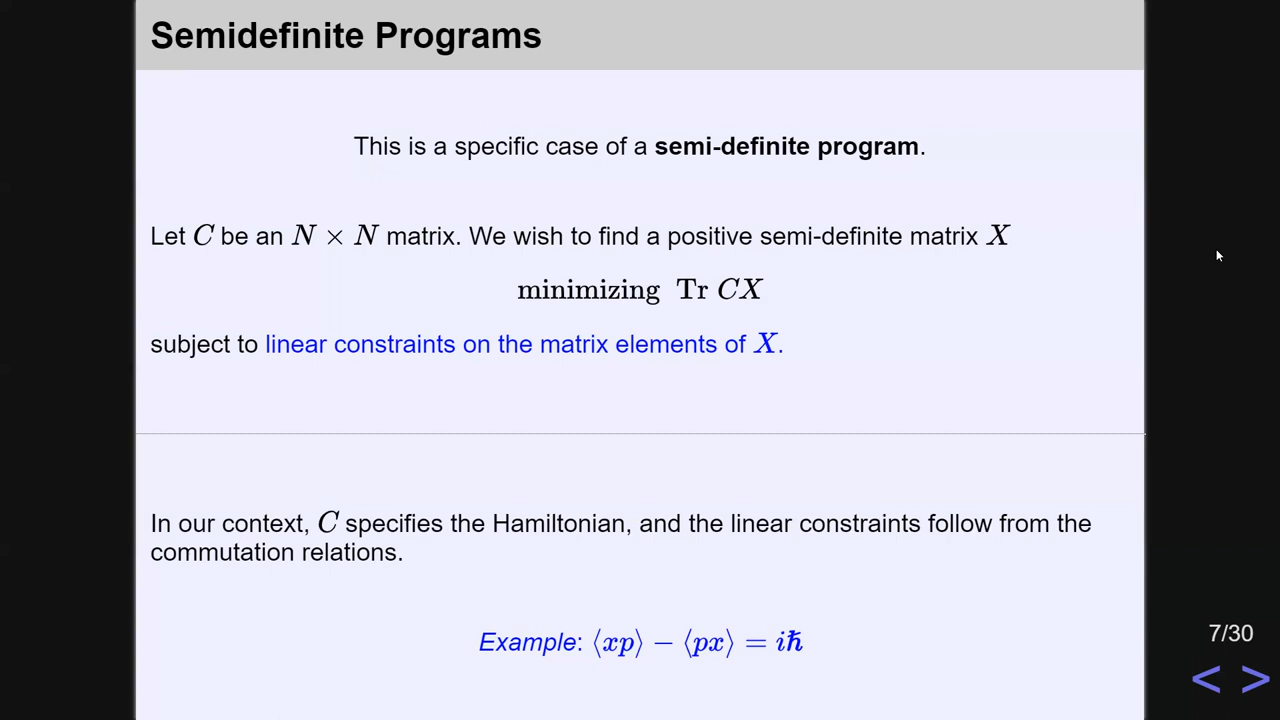 Semidefinite Programs
This is a specific case of a semi-definite program.
Let C be an N × N matrix. We wish to find a positive semi-definite matrix X
minimizing Tr CX
subject to linear constraints on the matrix elements of X.
In our context, C specifies the Hamiltonian, and the linear constraints follow from the
commutation relations.
Example: ⟨xp⟩ − ⟨px⟩ = iℏ
7/30
< >